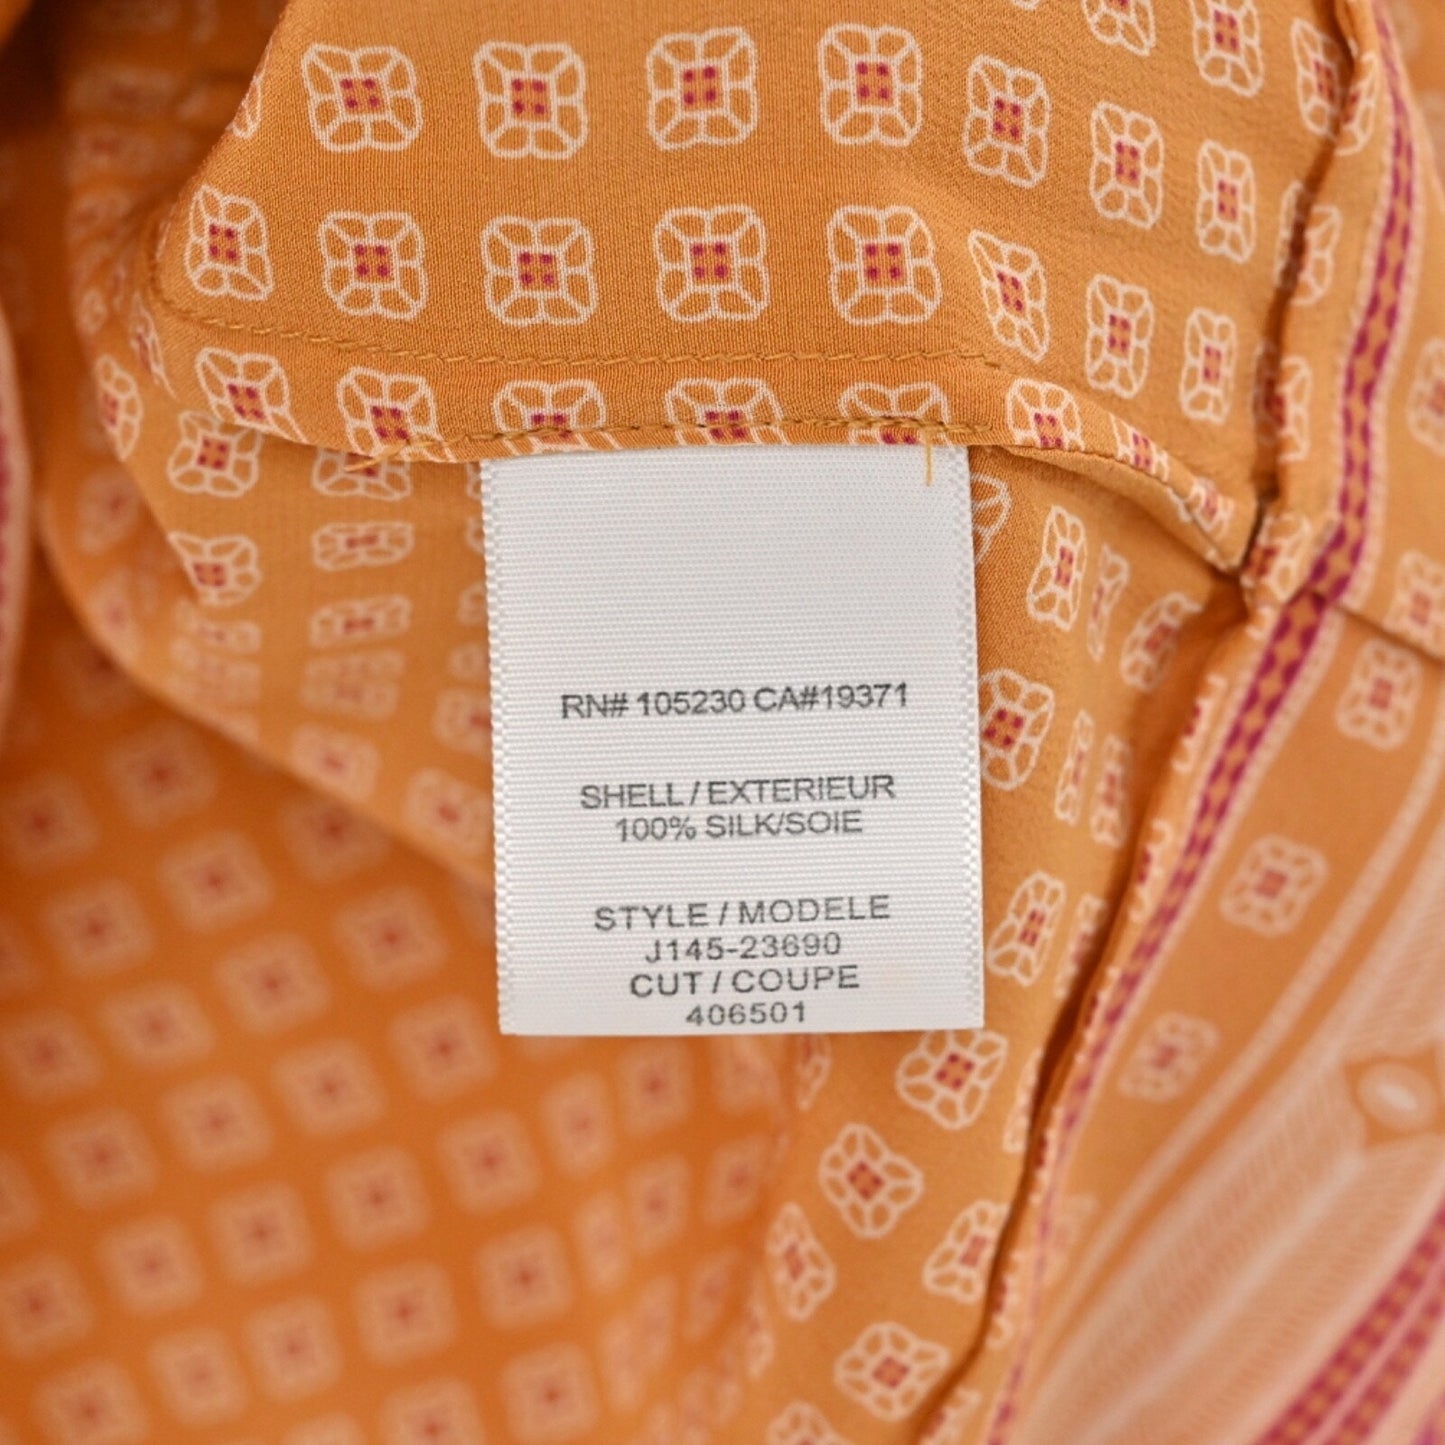 RN# 105230 CA#19371
SHELL / EXTERIEUR
100% SILK/SOIE
STYLE / MODELE
J145-23690
CUT / COUPE
406501